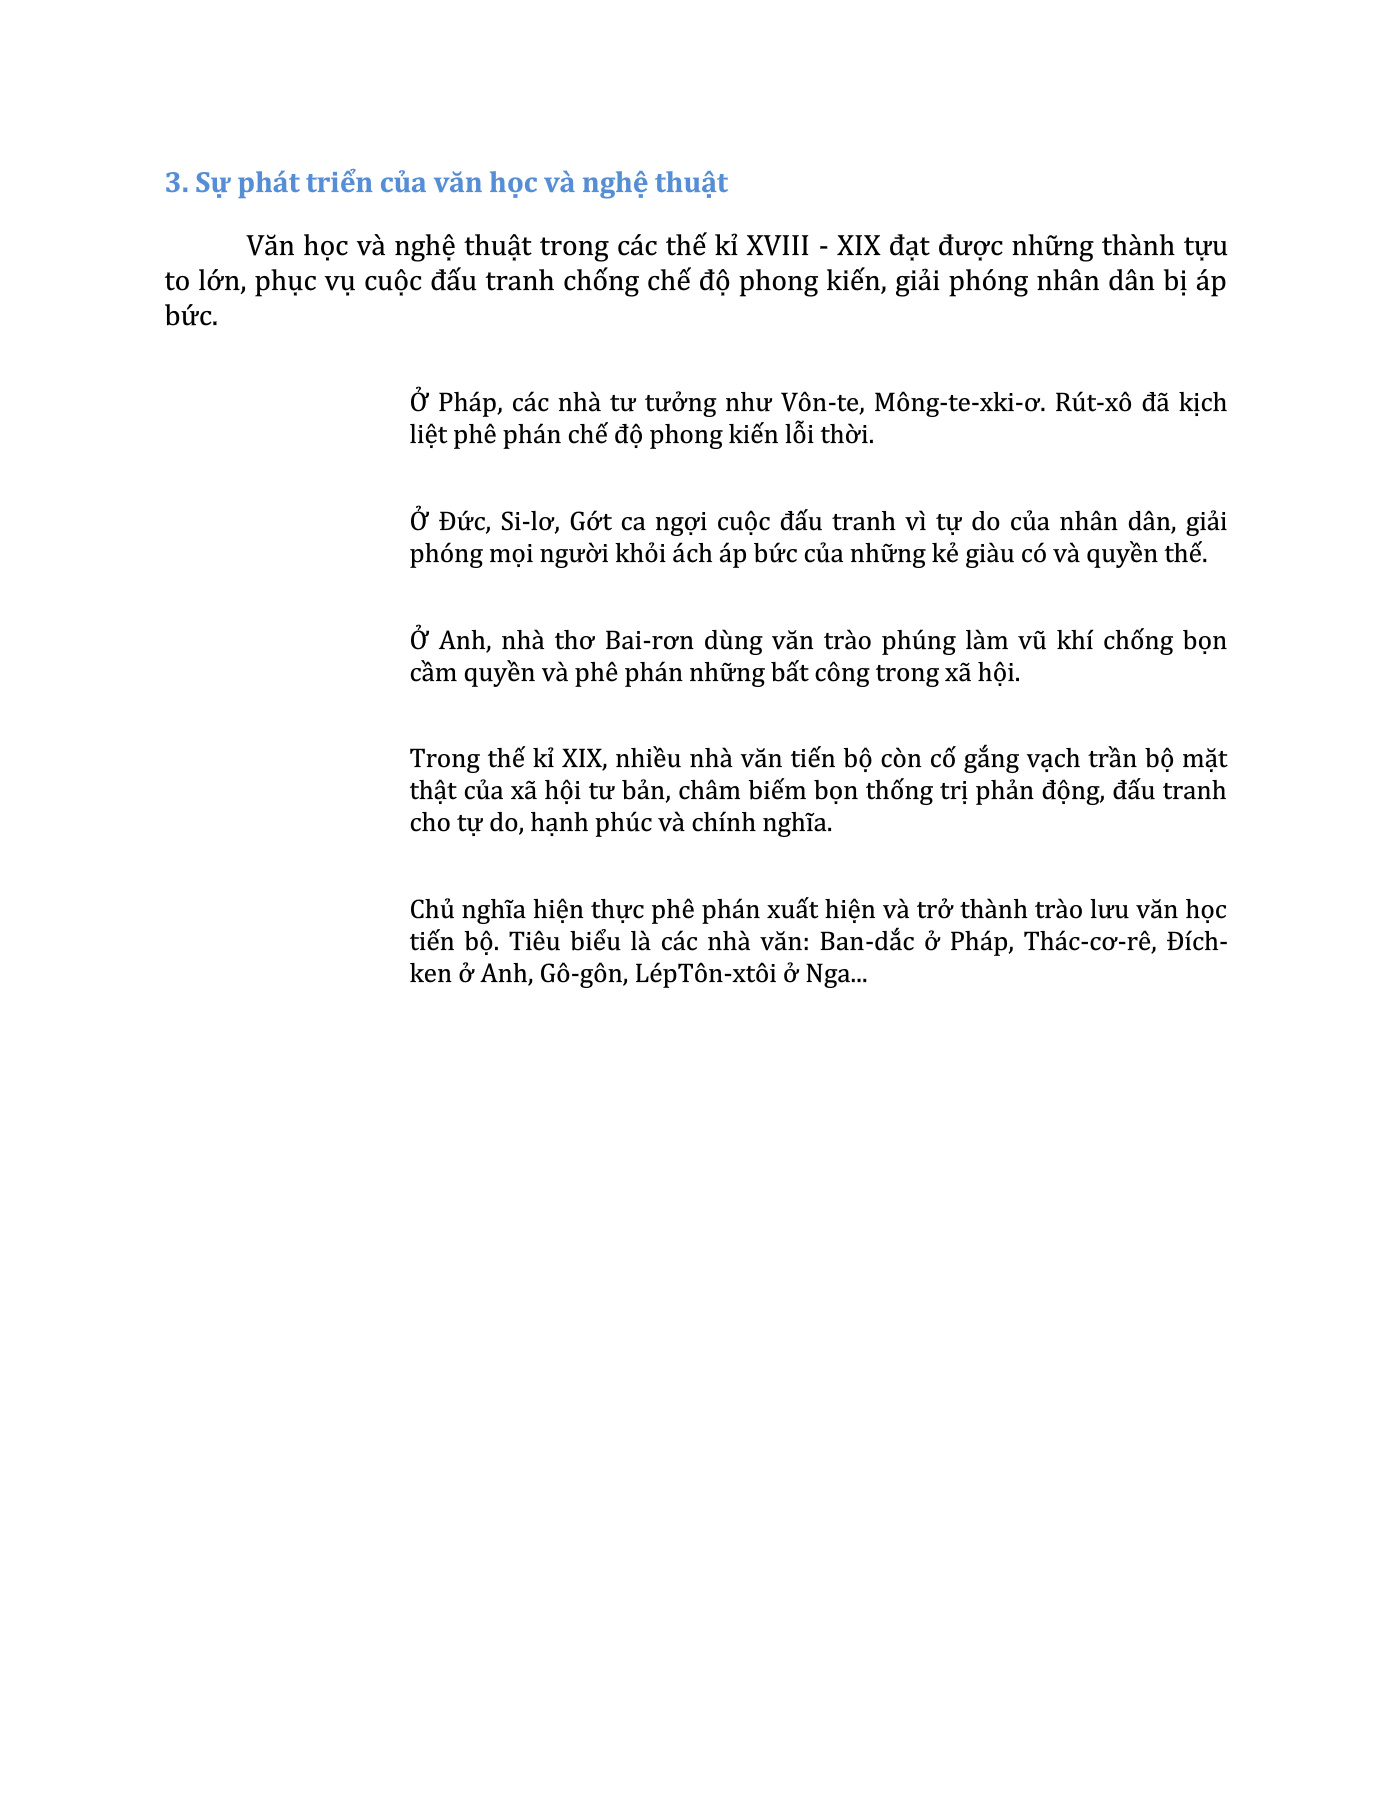 3. Sự phát triển của văn học và nghệ thuật
Văn học và nghệ thuật trong các thế kỉ XVIII - XIX đạt được những thành tựu
to lớn, phục vụ cuộc đấu tranh chống chế độ phong kiến, giải phóng nhân dân bị áp
bức.
Ở Pháp, các nhà tư tưởng như Vôn-te, Mông-te-xki-ơ. Rút-xô đã kịch
liệt phê phán chế độ phong kiến lỗi thời.
Ở Đức, Si-lơ, Gớt ca ngợi cuộc đấu tranh vì tự do của nhân dân, giải
phóng mọi người khỏi ách áp bức của những kẻ giàu có và quyền thế.
Ở Anh, nhà thơ Bai-rơn dùng văn trào phúng làm vũ khí chống bọn
cầm quyền và phê phán những bất công trong xã hội.
Trong thế kỉ XIX, nhiều nhà văn tiến bộ còn cố gắng vạch trần bộ mặt
thật của xã hội tư bản, châm biếm bọn thống trị phản động, đấu tranh
cho tự do, hạnh phúc và chính nghĩa.
Chủ nghĩa hiện thực phê phán xuất hiện và trở thành trào lưu văn học
tiến bộ. Tiêu biểu là các nhà văn: Ban-dắc ở Pháp, Thác-cơ-rê, Đích-
ken ở Anh, Gô-gôn, LépTôn-xtôi ở Nga...